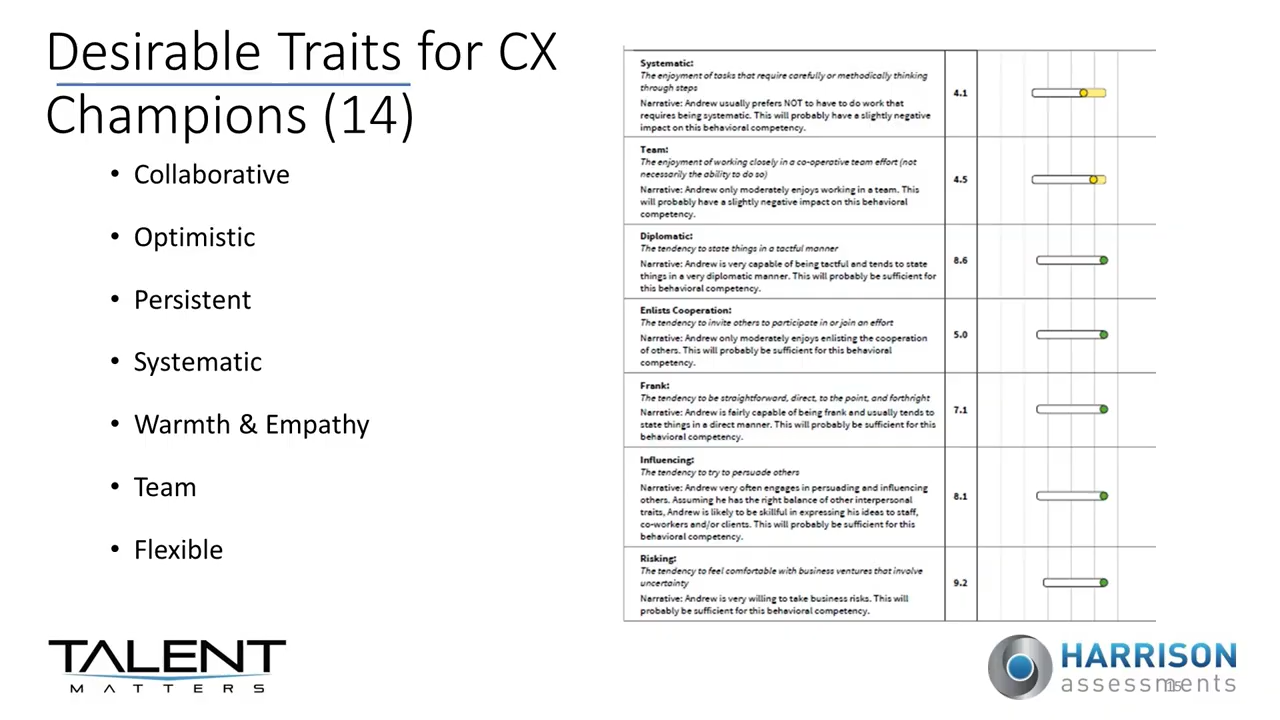 Desirable Traits for CX
Champions (14)
• Collaborative
• Optimistic
• Persistent
• Systematic
• Warmth & Empathy
• Team
• Flexible
Systematic:
The enjoyment of tasks that require carefully or methodically thinking
through steps
Narrative: Andrew usually prefers NOT to have to do work that
requires being systematic. This will probably have a slightly negative
impact on this behavioral competency.
4.1
Team:
The enjoyment of working closely in a co-operative team effort (not
necessarily the ability to do so)
Narrative: Andrew only moderately enjoys working in a team. This
will probably have a slightly negative impact on this behavioral
competency.
4.5
Diplomatic:
The tendency to state things in a tactful manner
Narrative: Andrew is very capable of being tactful and tends to state
things in a very diplomatic manner. This will probably be sufficient for
this behavioral competency.
8.6
Enlists Cooperation:
The tendency to invite others to participate in or join an effort
Narrative: Andrew only moderately enjoys enlisting the cooperation
of others. This will probably be sufficient for this behavioral
competency.
5.0
Frank:
The tendency to be straightforward, direct, to the point, and forthright
Narrative: Andrew is fairly capable of being frank and usually tends to
state things in a direct manner. This will probably be sufficient for this
behavioral competency.
7.1
Influencing:
The tendency to try to persuade others
Narrative: Andrew very often engages in persuading and influencing
others. Assuming he has the right balance of other interpersonal
traits, Andrew is likely to be skillful in expressing his ideas to staff,
co-workers and/or clients. This will probably be sufficient for this
behavioral competency.
8.1
Risking:
The tendency to feel comfortable with business ventures that involve
uncertainty
Narrative: Andrew is very willing to take business risks. This will
probably be sufficient for this behavioral competency.
9.2
TALENT
MATTERS
HARRISON
assessments
15